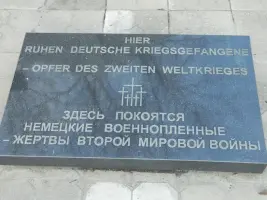 HIER
RUHEN DEUTSCHE KRIEGSGEFANGENE
– OPFER DES ZWEITEN WELTKRIEGES
ЗДЕСЬ ПОКОЯТСЯ
НЕМЕЦКИЕ ВОЕННОПЛЕННЫЕ
– ЖЕРТВЫ ВТОРОЙ МИРОВОЙ ВОЙНЫ